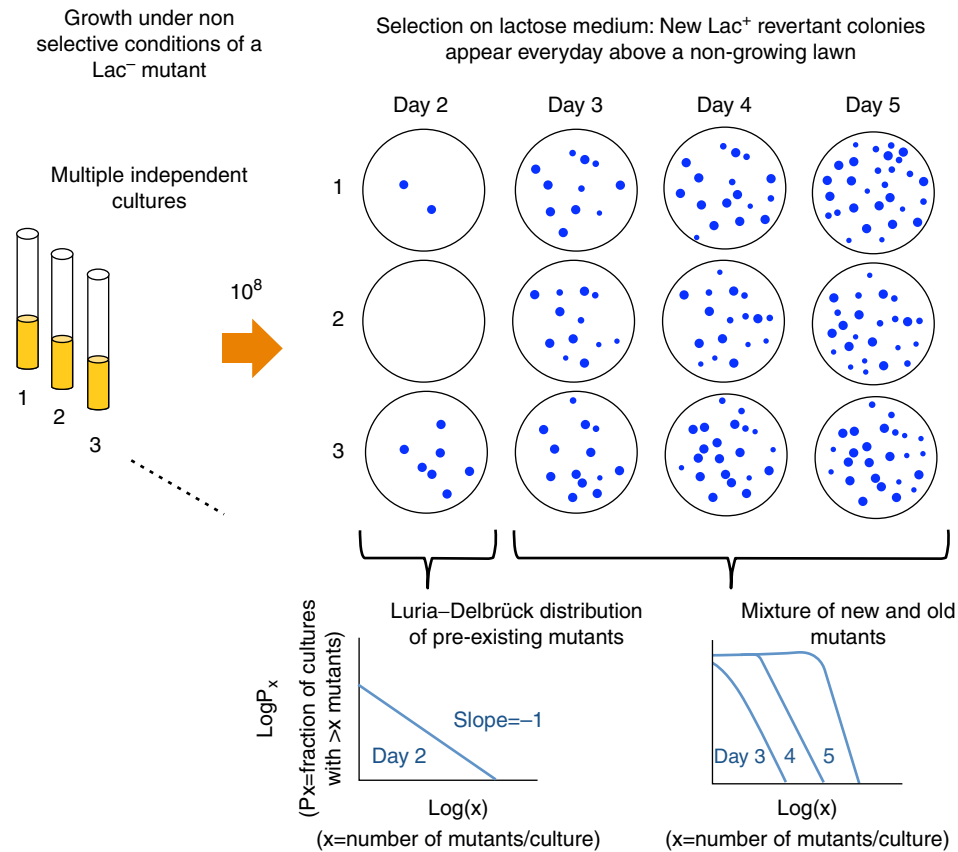 Growth under non
selective conditions of a
Lac⁻ mutant
Selection on lactose medium: New Lac⁺ revertant colonies
appear everyday above a non-growing lawn
Day 2
Day 3
Day 4
Day 5
Multiple independent
cultures
10⁸
1
2
3
1
2
3
Luria–Delbrück distribution
of pre-existing mutants
Mixture of new and old
mutants
LogPₓ
(Px=fraction of cultures
with >x mutants)
Slope=–1
Day 2
Log(x)
(x=number of mutants/culture)
Day 3
4
5
Log(x)
(x=number of mutants/culture)